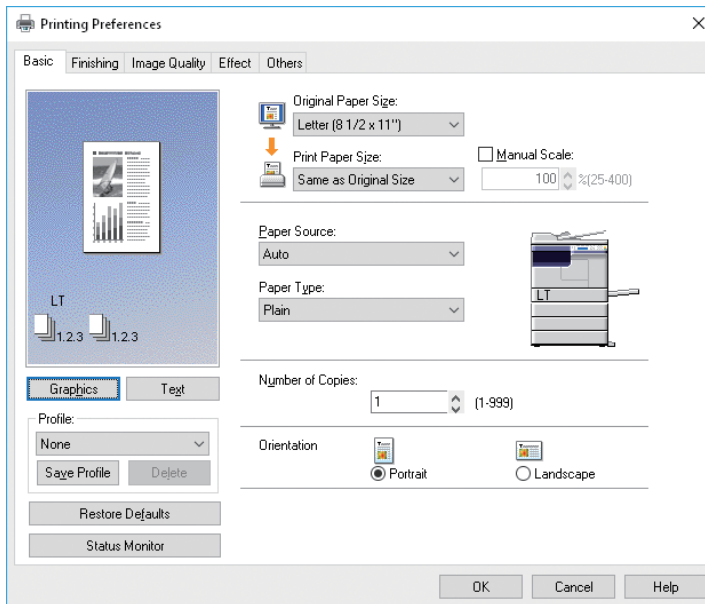 Printing Preferences
Basic Finishing Image Quality Effect Others
Original Paper Size:
Letter (8 1/2 x 11")
Print Paper Size:
Manual Scale:
Same as Original Size
100 %(25-400)
Paper Source:
Auto
Paper Type:
Plain
LT
LT
1.2.3 1.2.3
Graphics Text
Number of Copies:
1 (1-999)
Profile:
None
Save Profile Delete
Orientation
Portrait Landscape
Restore Defaults
Status Monitor
OK Cancel Help